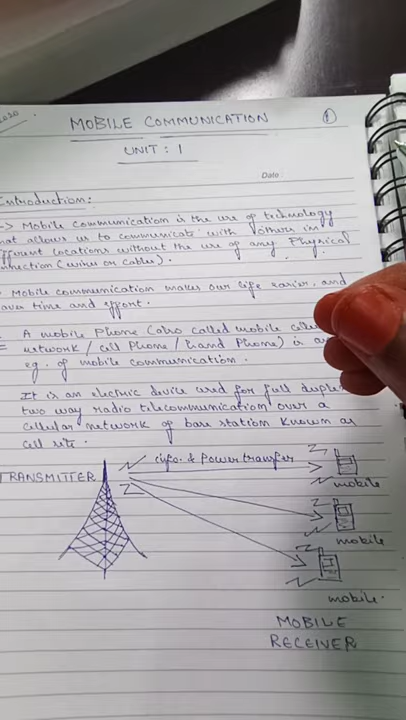 2020
MOBILE COMMUNICATION
1
UNIT : 1
Date :
Introduction:
-> Mobile communication is the use of technology
that allows us to communicate with others in
different locations without the use of any Physical
connection (wires or cables).
Mobile communication makes our life easier, and
saves time and effort.
A mobile Phone (also called mobile
network / cell Phone / Hand Phone) is an
eg. of mobile communication.
It is an electric device used for full duplex
two way radio telecommunication over a
cellular network of base station known as
cell site.
TRANSMITTER
info. & power transfer
mobile
mobile
mobile.
MOBILE
RECEIVER